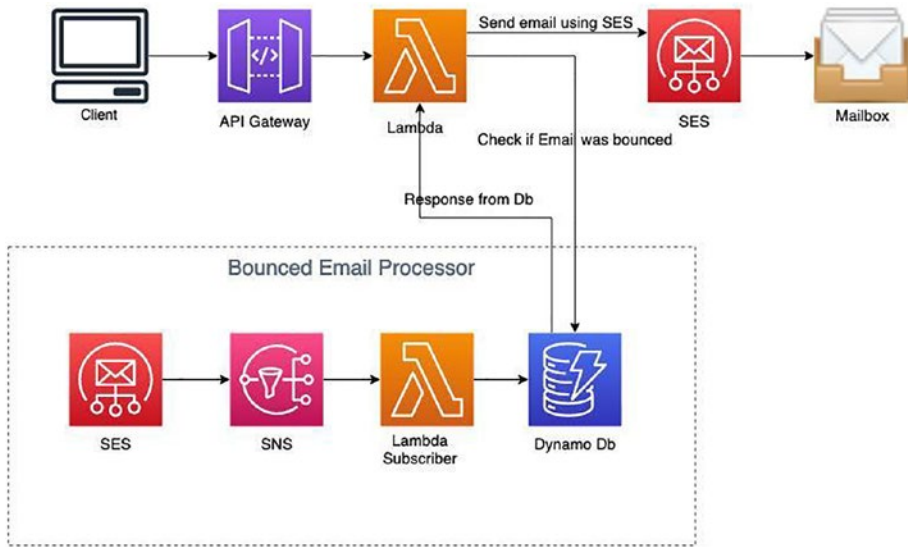 Send email using SES
Client
API Gateway
Lambda
SES
Mailbox
Check if Email was bounced
Response from Db
Bounced Email Processor
SES
SNS
Lambda
Subscriber
Dynamo Db